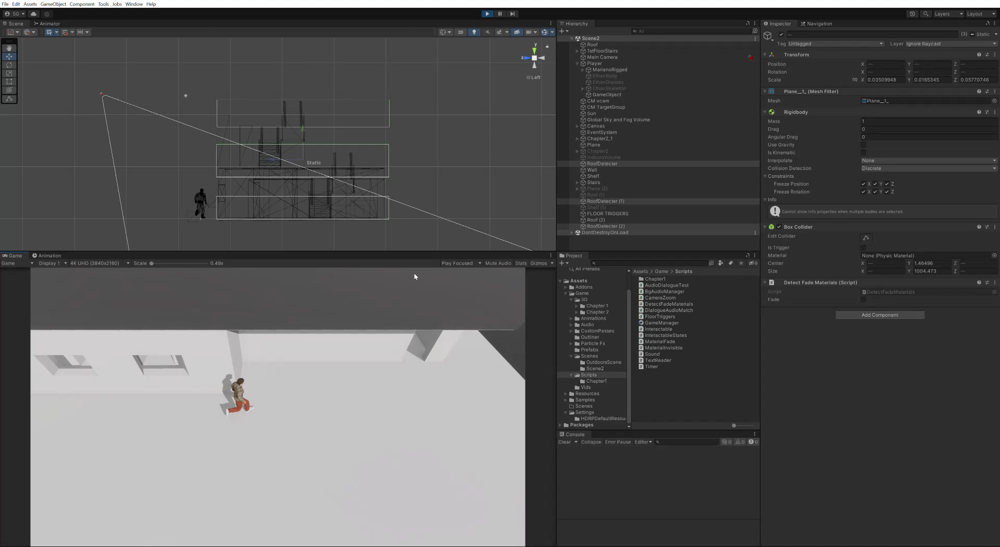 File Edit Assets GameObject Component Tools Jobs Window Help
SG
Layers Layout
Scene Animator
2D
y
z
Left
Static
Game Animation
Game Display 1 4K UHD (3840x2160) Scale 0.49x Play Focused Mute Audio Stats Gizmos
Hierarchy
All
Scene2
Roof
1stFloorStairs
Main Camera
Player
MarianoRigged
EthanBody
EthanGlasses
EthanSkeleton
GameObject
CM vcam
CM TargetGroup
Sun
Global Sky and Fog Volume
Canvas
EventSystem
Chapter2_1
Plane
Chapter2
IndoorsVolume
RoofDetecter
Wall
Shelf
Stairs
Plane (2)
Roof (1)
RoofDetecter (1)
Shelf (1)
FLOOR TRIGGERS
Roof (2)
RoofDetecter (2)
DontDestroyOnLoad
Project
9
All Prefabs
Assets
Addons
Game
3D
Chapter 1
Chapter 2
Animations
Audio
CustomPasses
Outliner
Particle Fx
Prefabs
Scenes
OutdoorsScene
Scene2
Scripts
Chapter1
Vids
Resources
Samples
Scenes
Settings
HDRPDefaultResou
Packages
Assets > Game > Scripts
Chapter1
AudioDialogueTest
BgAudioManager
CameraZoom
DetectFadeMaterials
DialogueAudioMatch
FloorTriggers
GameManager
Interactable
InteractableStates
MaterialFade
MaterialInvisible
Sound
TextReader
Timer
Console
Clear Collapse Error Pause Editor 0 0 0
Inspector Navigation
— (3) Static
Tag Untagged Layer Ignore Raycast
Transform
Position X — Y — Z —
Rotation X — Y — Z —
Scale X 0.03509948 Y 0.0165345 Z 0.05770746
Plane__1_ (Mesh Filter)
Mesh Plane__1_
Rigidbody
Mass 1
Drag 0
Angular Drag 0
Use Gravity
Is Kinematic
Interpolate None
Collision Detection Discrete
Constraints
Freeze Position X Y Z
Freeze Rotation X Y Z
Info
Cannot show Info properties when multiple bodies are selected.
Box Collider
Edit Collider
Is Trigger
Material None (Physic Material)
Center X — Y 1.46496 Z —
Size X — Y 1004.473 Z —
Detect Fade Materials (Script)
Script DetectFadeMaterials
Fade
Add Component